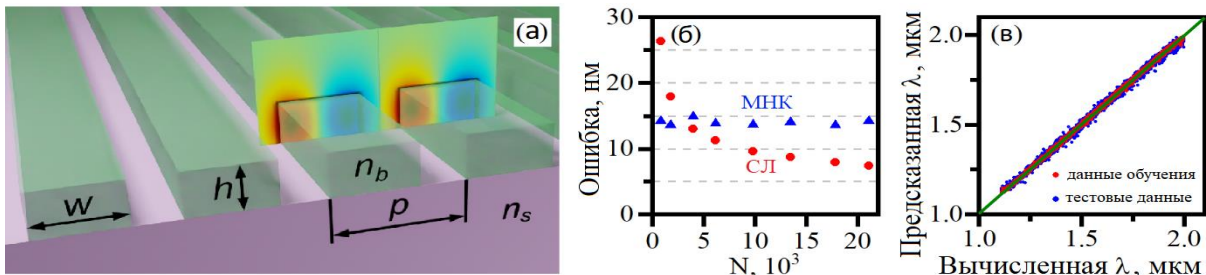 (а)
w
h
n_b
p
n_s
Ошибка, нм
30
20
10
0
(б)
МНК
СЛ
0 5 10 15 20
N, 10³
Предсказанная λ, мкм
2.0
1.5
1.0
(в)
данные обучения
тестовые данные
1.0 1.5 2.0
Вычисленная λ, мкм